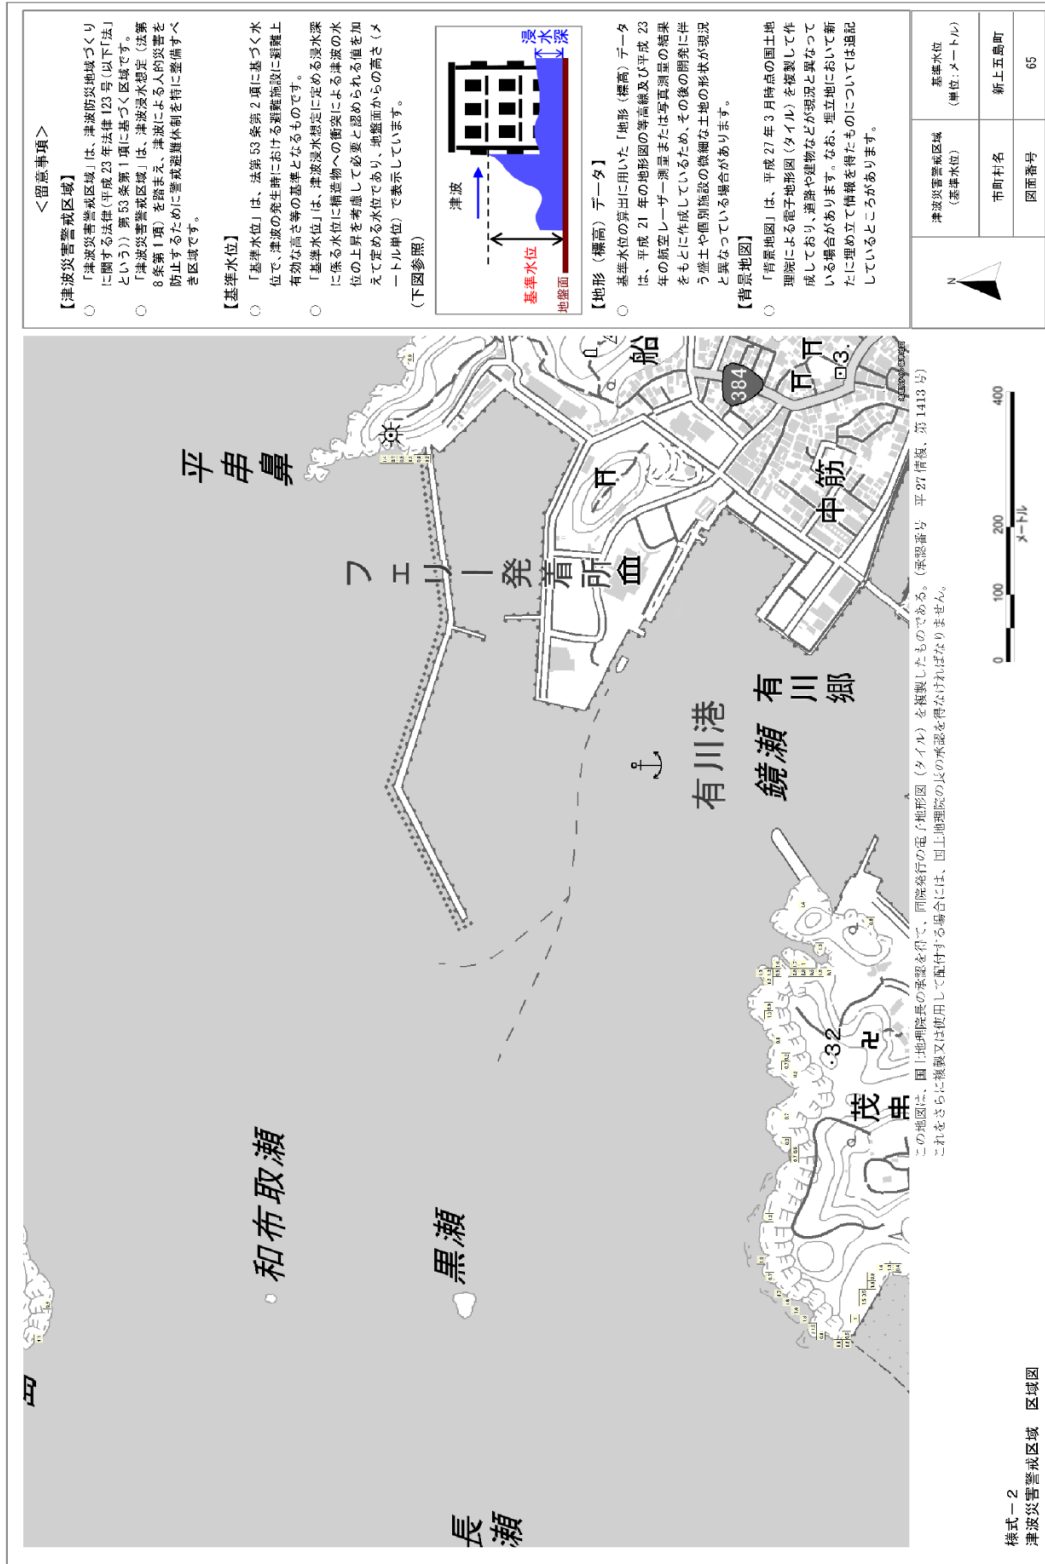 様式－2
津波災害警戒区域　区域図
長瀬
黒瀬
和布取瀬
平串鼻
フェリー発着所
有川港
鏡瀬
有川郷
中筋
船
384
3.
茂串
・32
この地図は、国土地理院長の承認を得て、同院発行の電子地形図（タイル）を複製したものである。（承認番号　平27情複、第1413号）
これをさらに複製又は使用して配付する場合には、国土地理院の長の承認を得なければなりません。
0
100
200
400
メートル
＜留意事項＞
【津波災害警戒区域】
○　「津波災害警戒区域」は、津波防災地域づくり
に関する法律（平成23年法律123号（以下「法」
という））第53条第1項に基づく区域です。
○　「津波災害警戒区域」は、津波浸水想定（法第
8条第1項）を踏まえ、津波による人的災害を
防止するために警戒避難体制を特に整備すべ
き区域です。
【基準水位】
○　「基準水位」は、法第53条第2項に基づく水
位で、津波の発生時における避難施設に避難上
有効な高さ等の基準となるものです。
○　「基準水位」は、津波浸水想定に定める浸水深
に係る水位に構造物への衝突による津波の水
位の上昇を考慮して必要と認められる値を加
えて定める水位であり、地盤面からの高さ（メ
ートル単位）で表示しています。
（下図参照）
津波
基準水位
地盤面
浸水深
【地形（標高）データ】
○　基準水位の算出に用いた「地形（標高）データ
は、平成21年の地形図の等高線及び平成23
年の航空レーザー測量または写真測量の結果
をもとに作成しているため、その後の開発に伴
う盛土や個別施設の微細な土地の形状が現況
と異なっている場合があります。
【背景地図】
○　「背景地図」は、平成27年3月時点の国土地
理院による電子地形図（タイル）を複製して作
成しており、道路や建物などが現況と異なって
いる場合があります。なお、埋立地において新
たに埋め立て情報を得たものについては追記
しているところがあります。
N
津波災害警戒区域
（基準水位）
基準水位
（単位：メートル）
市町村名
新上五島町
図面番号
65